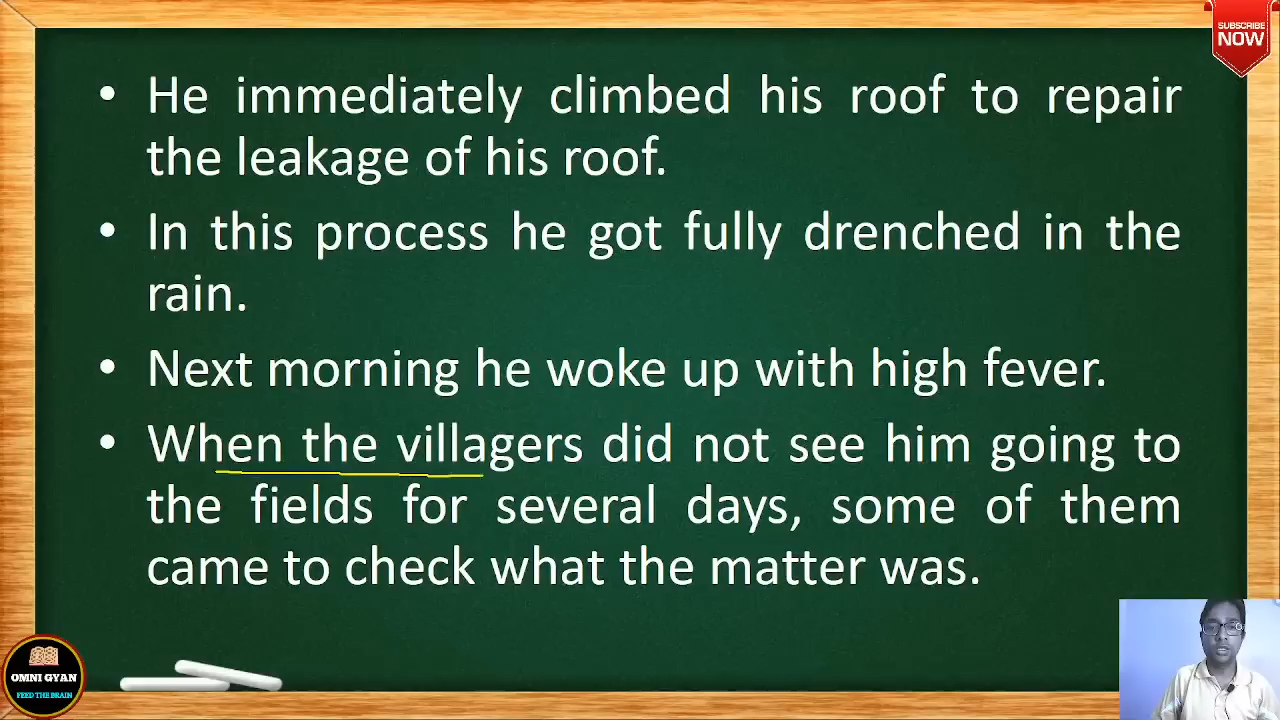 SUBSCRIBE
NOW
• He immediately climbed his roof to repair
the leakage of his roof.
• In this process he got fully drenched in the
rain.
• Next morning he woke up with high fever.
• When the villagers did not see him going to
the fields for several days, some of them
came to check what the matter was.
OMNI GYAN
FEED THE BRAIN